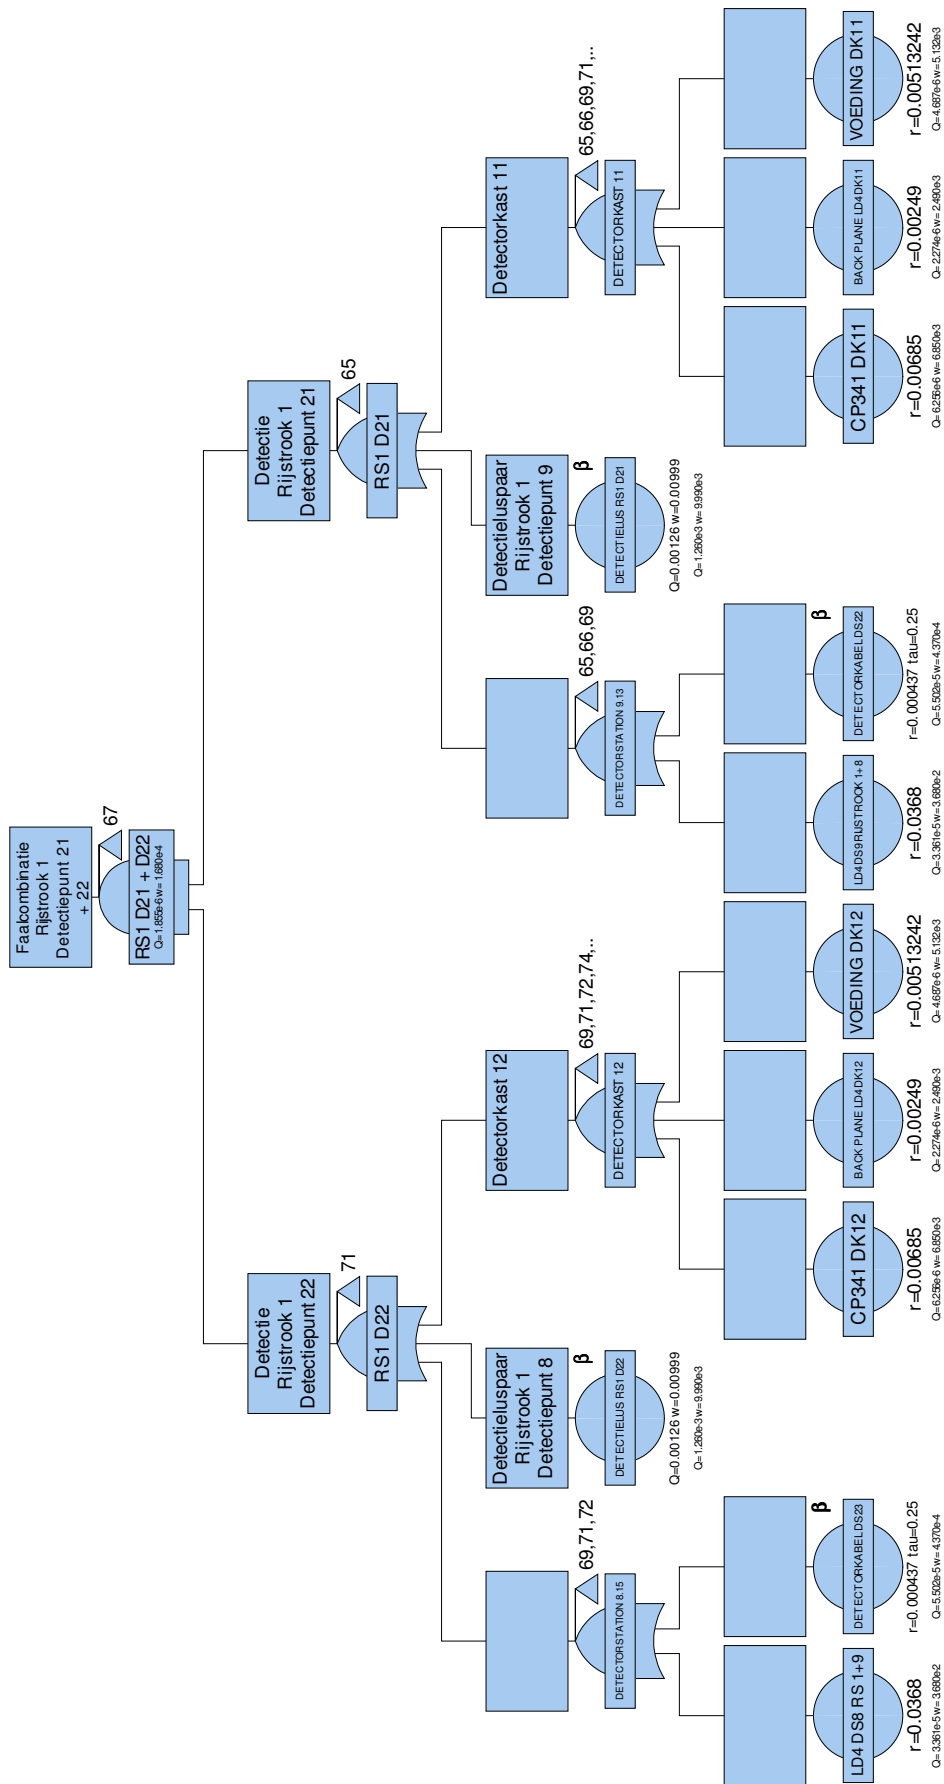 Faalcombinatie
Rijstrook 1
Detectiepunt 21
+ 22
67
RS1 D21 + D22
Q=1.855e-6 w=1.680e-4
Detectie
Rijstrook 1
Detectiepunt 22
71
RS1 D22
Detectie
Rijstrook 1
Detectiepunt 21
65
RS1 D21
69,71,72
DETECTORSTATION 8.15
Detectieluspaar
Rijstrook 1
Detectiepunt 8
β
DETECTIELUS RS1 D22
Q=0.00126 w=0.00999
Q=1.260e-3 w=9.990e-3
Detectorkast 12
69,71,72,74,..
DETECTORKAST 12
65,66,69
DETECTORSTATION 9.13
Detectieluspaar
Rijstrook 1
Detectiepunt 9
β
DETECTIELUS RS1 D21
Q=0.00126 w=0.00999
Q=1.260e-3 w=9.990e-3
Detectorkast 11
65,66,69,71,..
DETECTORKAST 11
LD4 DS8 RS 1+9
r=0.0368
Q=3.361e-5 w=3.680e-2
β
DETECTORKABEL DS23
r=0.000437 tau=0.25
Q=5.502e-5 w=4.370e-4
CP341 DK12
r=0.00685
Q=6.256e-6 w=6.850e-3
BACK PLANE LD4 DK12
r=0.00249
Q=2.274e-6 w=2.490e-3
VOEDING DK12
r=0.00513242
Q=4.687e-6 w=5.132e-3
LD4 DS9 RIJSTROOK 1+8
r=0.0368
Q=3.361e-5 w=3.680e-2
β
DETECTORKABEL DS22
r=0.000437 tau=0.25
Q=5.502e-5 w=4.370e-4
CP341 DK11
r=0.00685
Q=6.256e-6 w=6.850e-3
BACK PLANE LD4 DK11
r=0.00249
Q=2.274e-6 w=2.490e-3
VOEDING DK11
r=0.00513242
Q=4.687e-6 w=5.132e-3